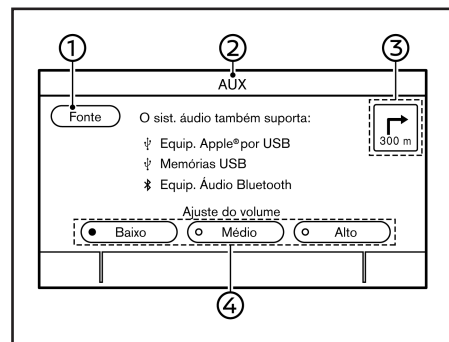 ① ② ③
AUX
Fonte
O sist. áudio também suporta:
300 m
Equip. Apple® por USB
Memórias USB
Equip. Áudio Bluetooth
Ajuste do volume
Baixo Médio Alto
④